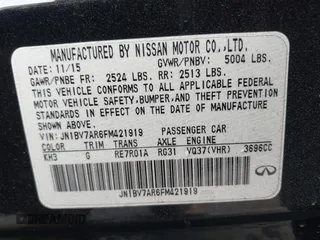 MANUFACTURED BY NISSAN MOTOR CO.,LTD.
DATE: 11/15 GVWR/PNBV: 5004 LBS.
GAWR/PNBE FR: 2524 LBS. RR: 2513 LBS.
THIS VEHICLE CONFORMS TO ALL APPLICABLE FEDERAL
MOTOR VEHICLE SAFETY, BUMPER, AND THEFT PREVENTION
STANDARDS IN EFFECT ON THE DATE OF MANUFACTURE
SHOWN ABOVE.
VIN: JN1BV7AR6FM421919 PASSENGER CAR
COLOR TRIM TRANS AXLE ENGINE
KH3 G RE7R01A RG31 VQ37(VHR) 3696CC
JN1BV7AR6FM421919